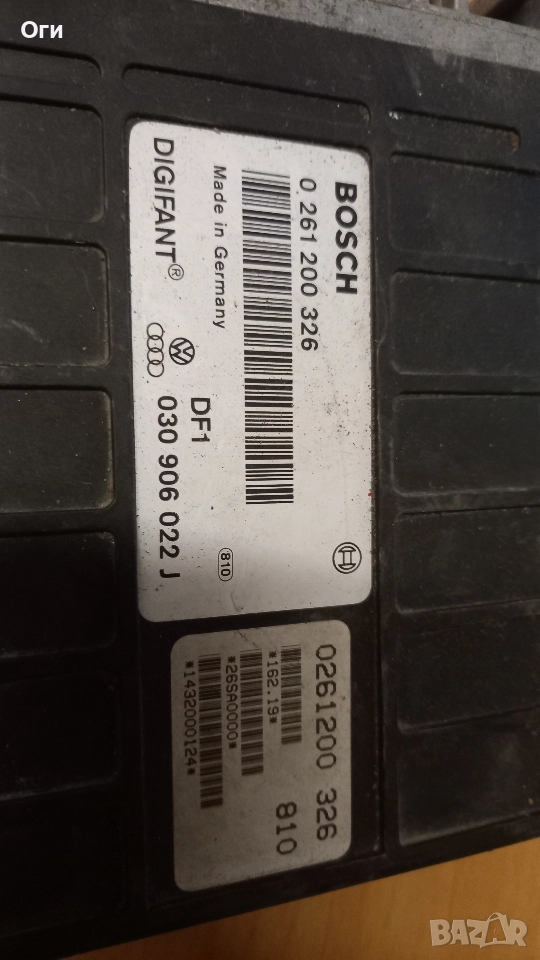 Оги
BOSCH
0 261 200 326
Made in Germany
DIGIFANT®
DF1
030 906 022 J
810
0261200 326
810
*162.19*
*26SA0000*
*1432000124*
BAZAR